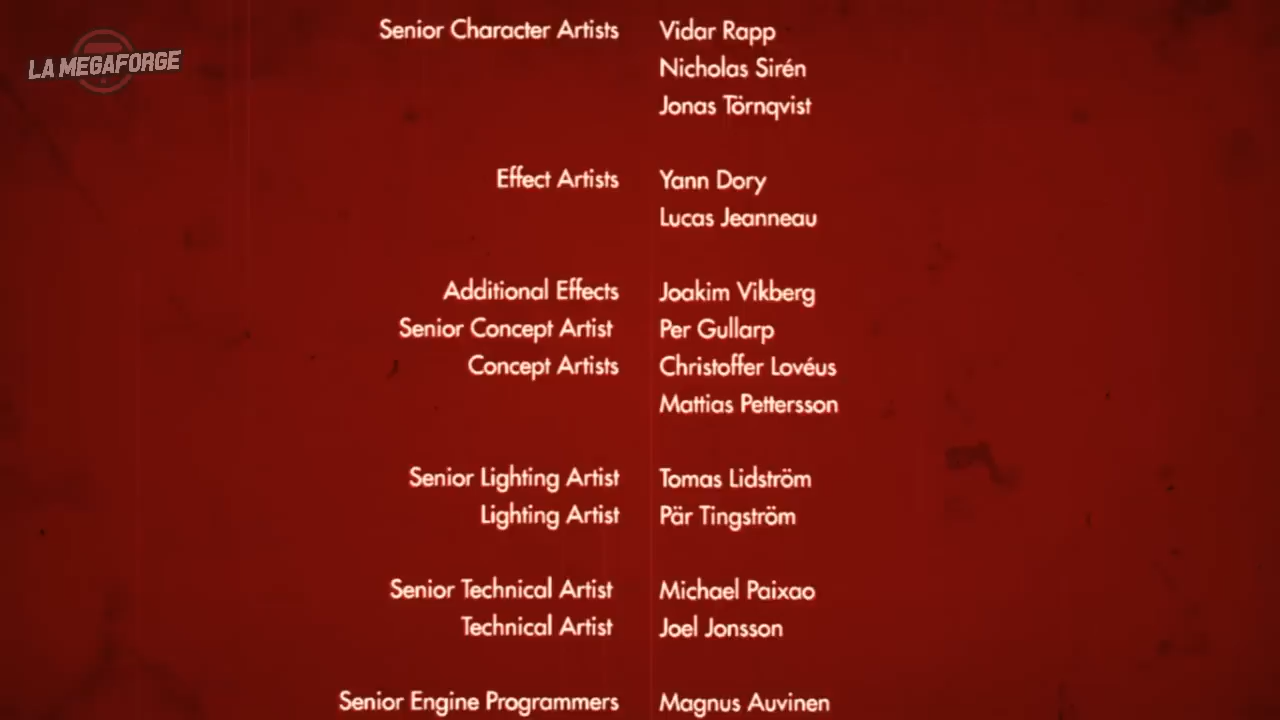 LA MEGAFORGE
Senior Character Artists Vidar Rapp
Nicholas Sirén
Jonas Törnqvist
Effect Artists Yann Dory
Lucas Jeanneau
Additional Effects Joakim Vikberg
Senior Concept Artist Per Gullarp
Concept Artists Christoffer Lovéus
Mattias Pettersson
Senior Lighting Artist Tomas Lidström
Lighting Artist Pär Tingström
Senior Technical Artist Michael Paixao
Technical Artist Joel Jonsson
Senior Engine Programmers Magnus Auvinen